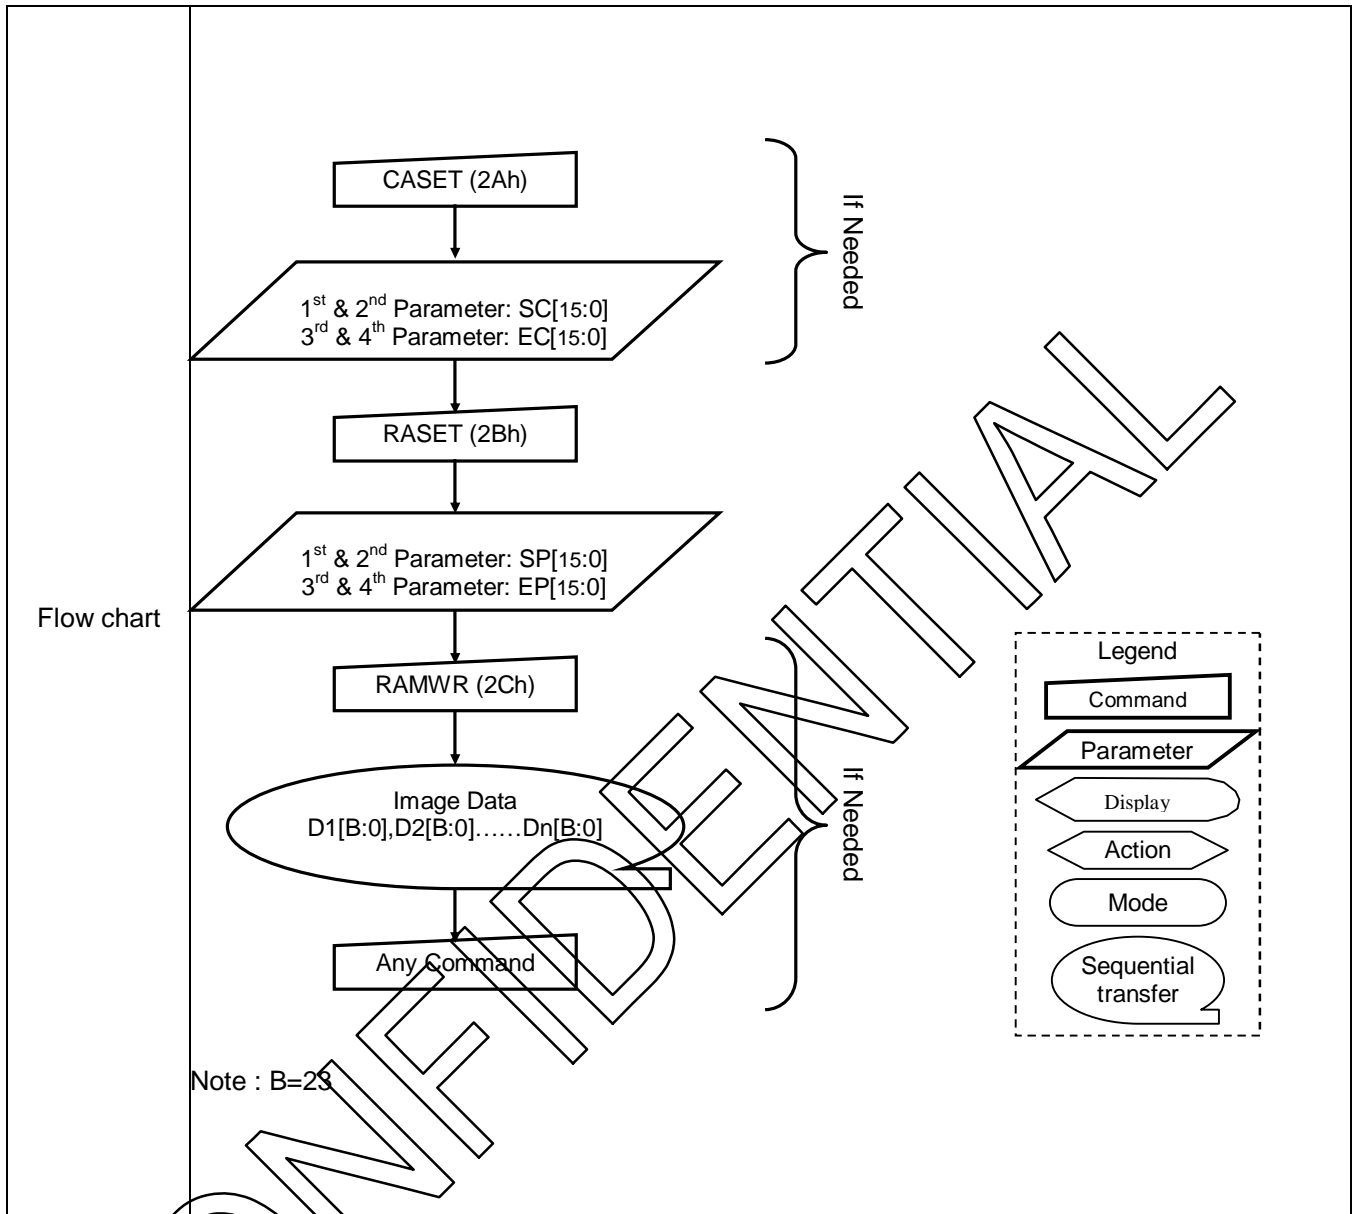 CASET (2Ah)
1st & 2nd Parameter: SC[15:0]
3rd & 4th Parameter: EC[15:0]
If Needed
RASET (2Bh)
1st & 2nd Parameter: SP[15:0]
3rd & 4th Parameter: EP[15:0]
Flow chart
RAMWR (2Ch)
Image Data
D1[B:0],D2[B:0]......Dn[B:0]
If Needed
Any Command
Note : B=23
Legend
Command
Parameter
Display
Action
Mode
Sequential
transfer
ONFIDENTIAL